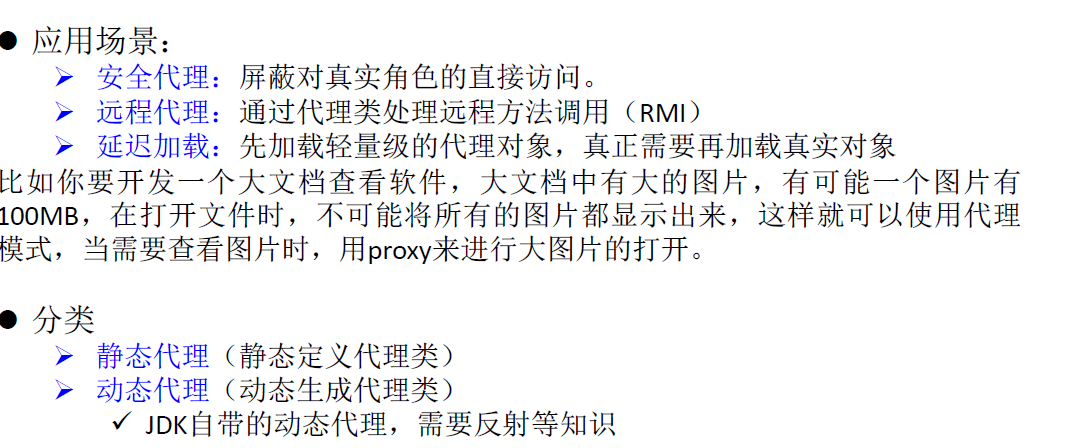 ● 应用场景：
➢ 安全代理：屏蔽对真实角色的直接访问。
➢ 远程代理：通过代理类处理远程方法调用（RMI）
➢ 延迟加载：先加载轻量级的代理对象，真正需要再加载真实对象
比如你要开发一个大文档查看软件，大文档中有大的图片，有可能一个图片有
100MB，在打开文件时，不可能将所有的图片都显示出来，这样就可以使用代理
模式，当需要查看图片时，用proxy来进行大图片的打开。
● 分类
➢ 静态代理（静态定义代理类）
➢ 动态代理（动态生成代理类）
✓ JDK自带的动态代理，需要反射等知识